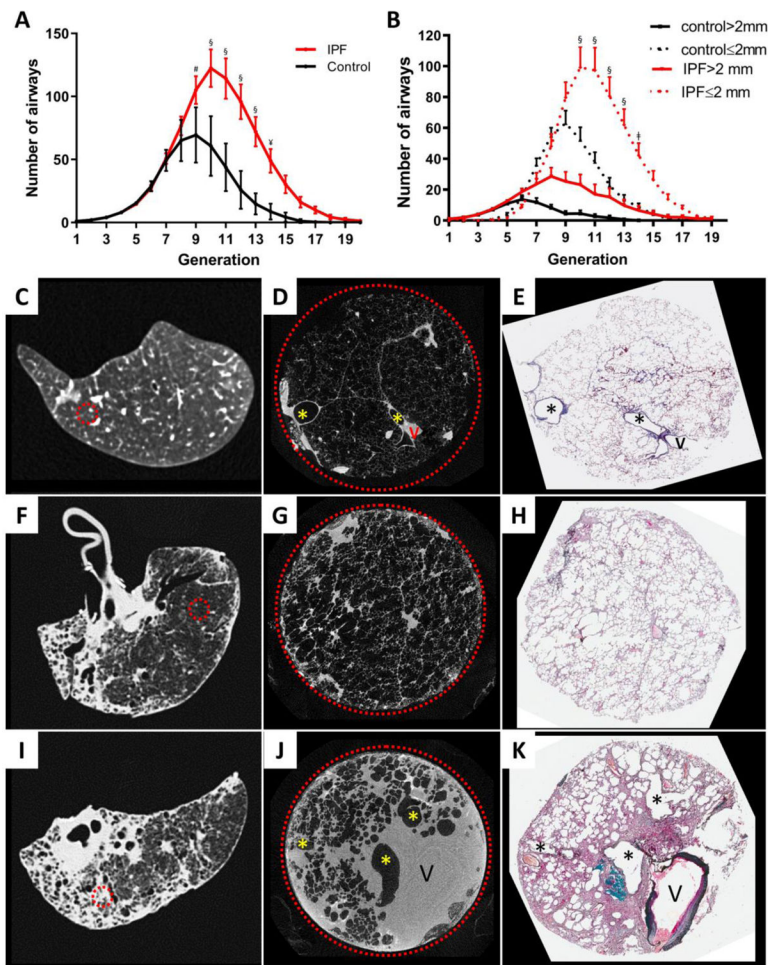 A
B
IPF
Control
control>2mm
control≤2mm
IPF>2 mm
IPF≤2 mm
Number of airways
150
100
50
0
# § § § § ¥
1 3 5 7 9 11 13 15 17 19
Generation
Number of airways
120
100
80
60
40
20
0
§ § § § ‡
1 3 5 7 9 11 13 15 17 19
Generation
C
D
E
* * V
* * V
F
G
H
I
J
K
* * * V
* * * V